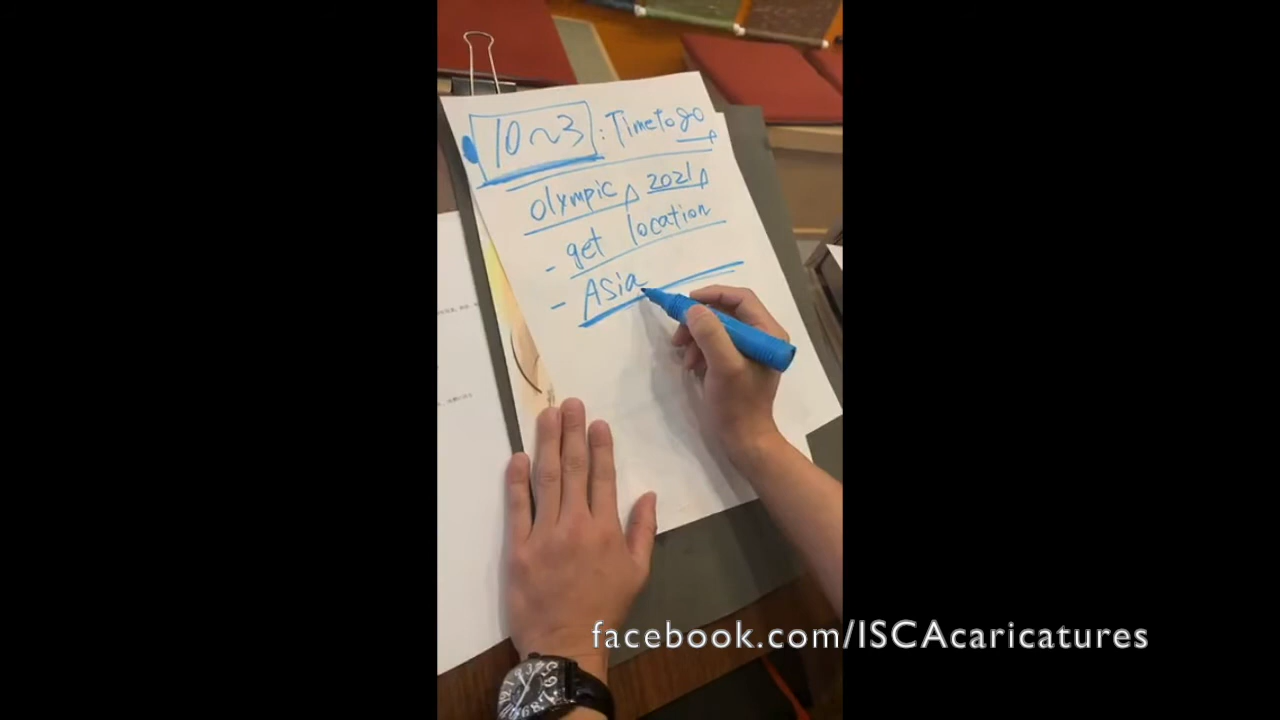 10~3 : Time to go
olympic, 2021,
- get location
- Asia
facebook.com/ISCAcaricatures